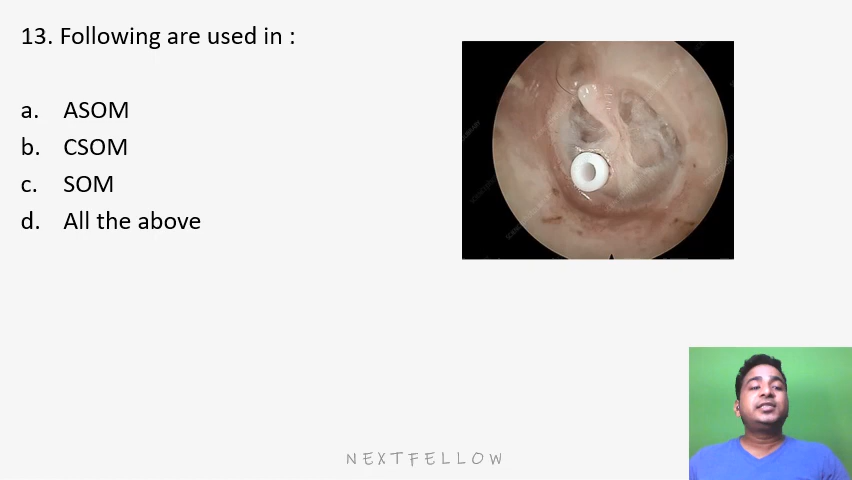 13. Following are used in :
a. ASOM
b. CSOM
c. SOM
d. All the above
NEXTFELLOW